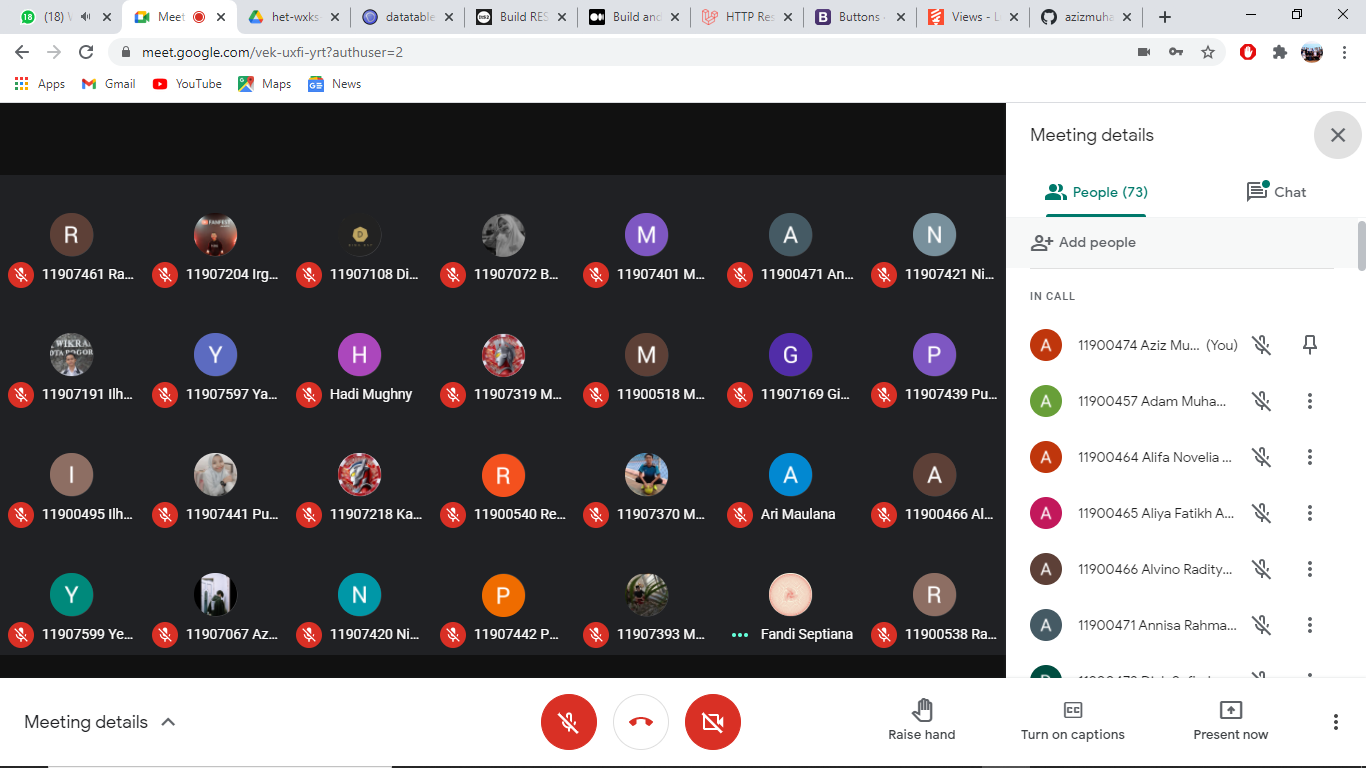 (18) W
Meet
het-wxks
datatable
Build RES
Build and
HTTP Res
Buttons
Views - L
azizmuha
meet.google.com/vek-uxfi-yrt?authuser=2
Apps Gmail YouTube Maps News
R M A N
11907461 Ra... 11907204 Irg... 11907108 Di... 11907072 B... 11907401 M... 11900471 An... 11907421 Ni...
WIKRA
OTA BOGOR
Y H M G P
11907191 Ilh... 11907597 Ya... Hadi Mughny 11907319 M... 11900518 M... 11907169 Gi... 11907439 Pu...
I R A A
11900495 Ilh... 11907441 Pu... 11907218 Ka... 11900540 Re... 11907370 M... Ari Maulana 11900466 Al...
Y N P R
11907599 Ye... 11907067 Az... 11907420 Ni... 11907442 P... 11907393 M... Fandi Septiana 11900538 Ra...
Meeting details
People (73) Chat
Add people
IN CALL
A 11900474 Aziz Mu... (You)
A 11900457 Adam Muha...
A 11900464 Alifa Novelia ...
A 11900465 Aliya Fatikh A...
A 11900466 Alvino Radity...
A 11900471 Annisa Rahma...
Meeting details
Raise hand
Turn on captions
Present now